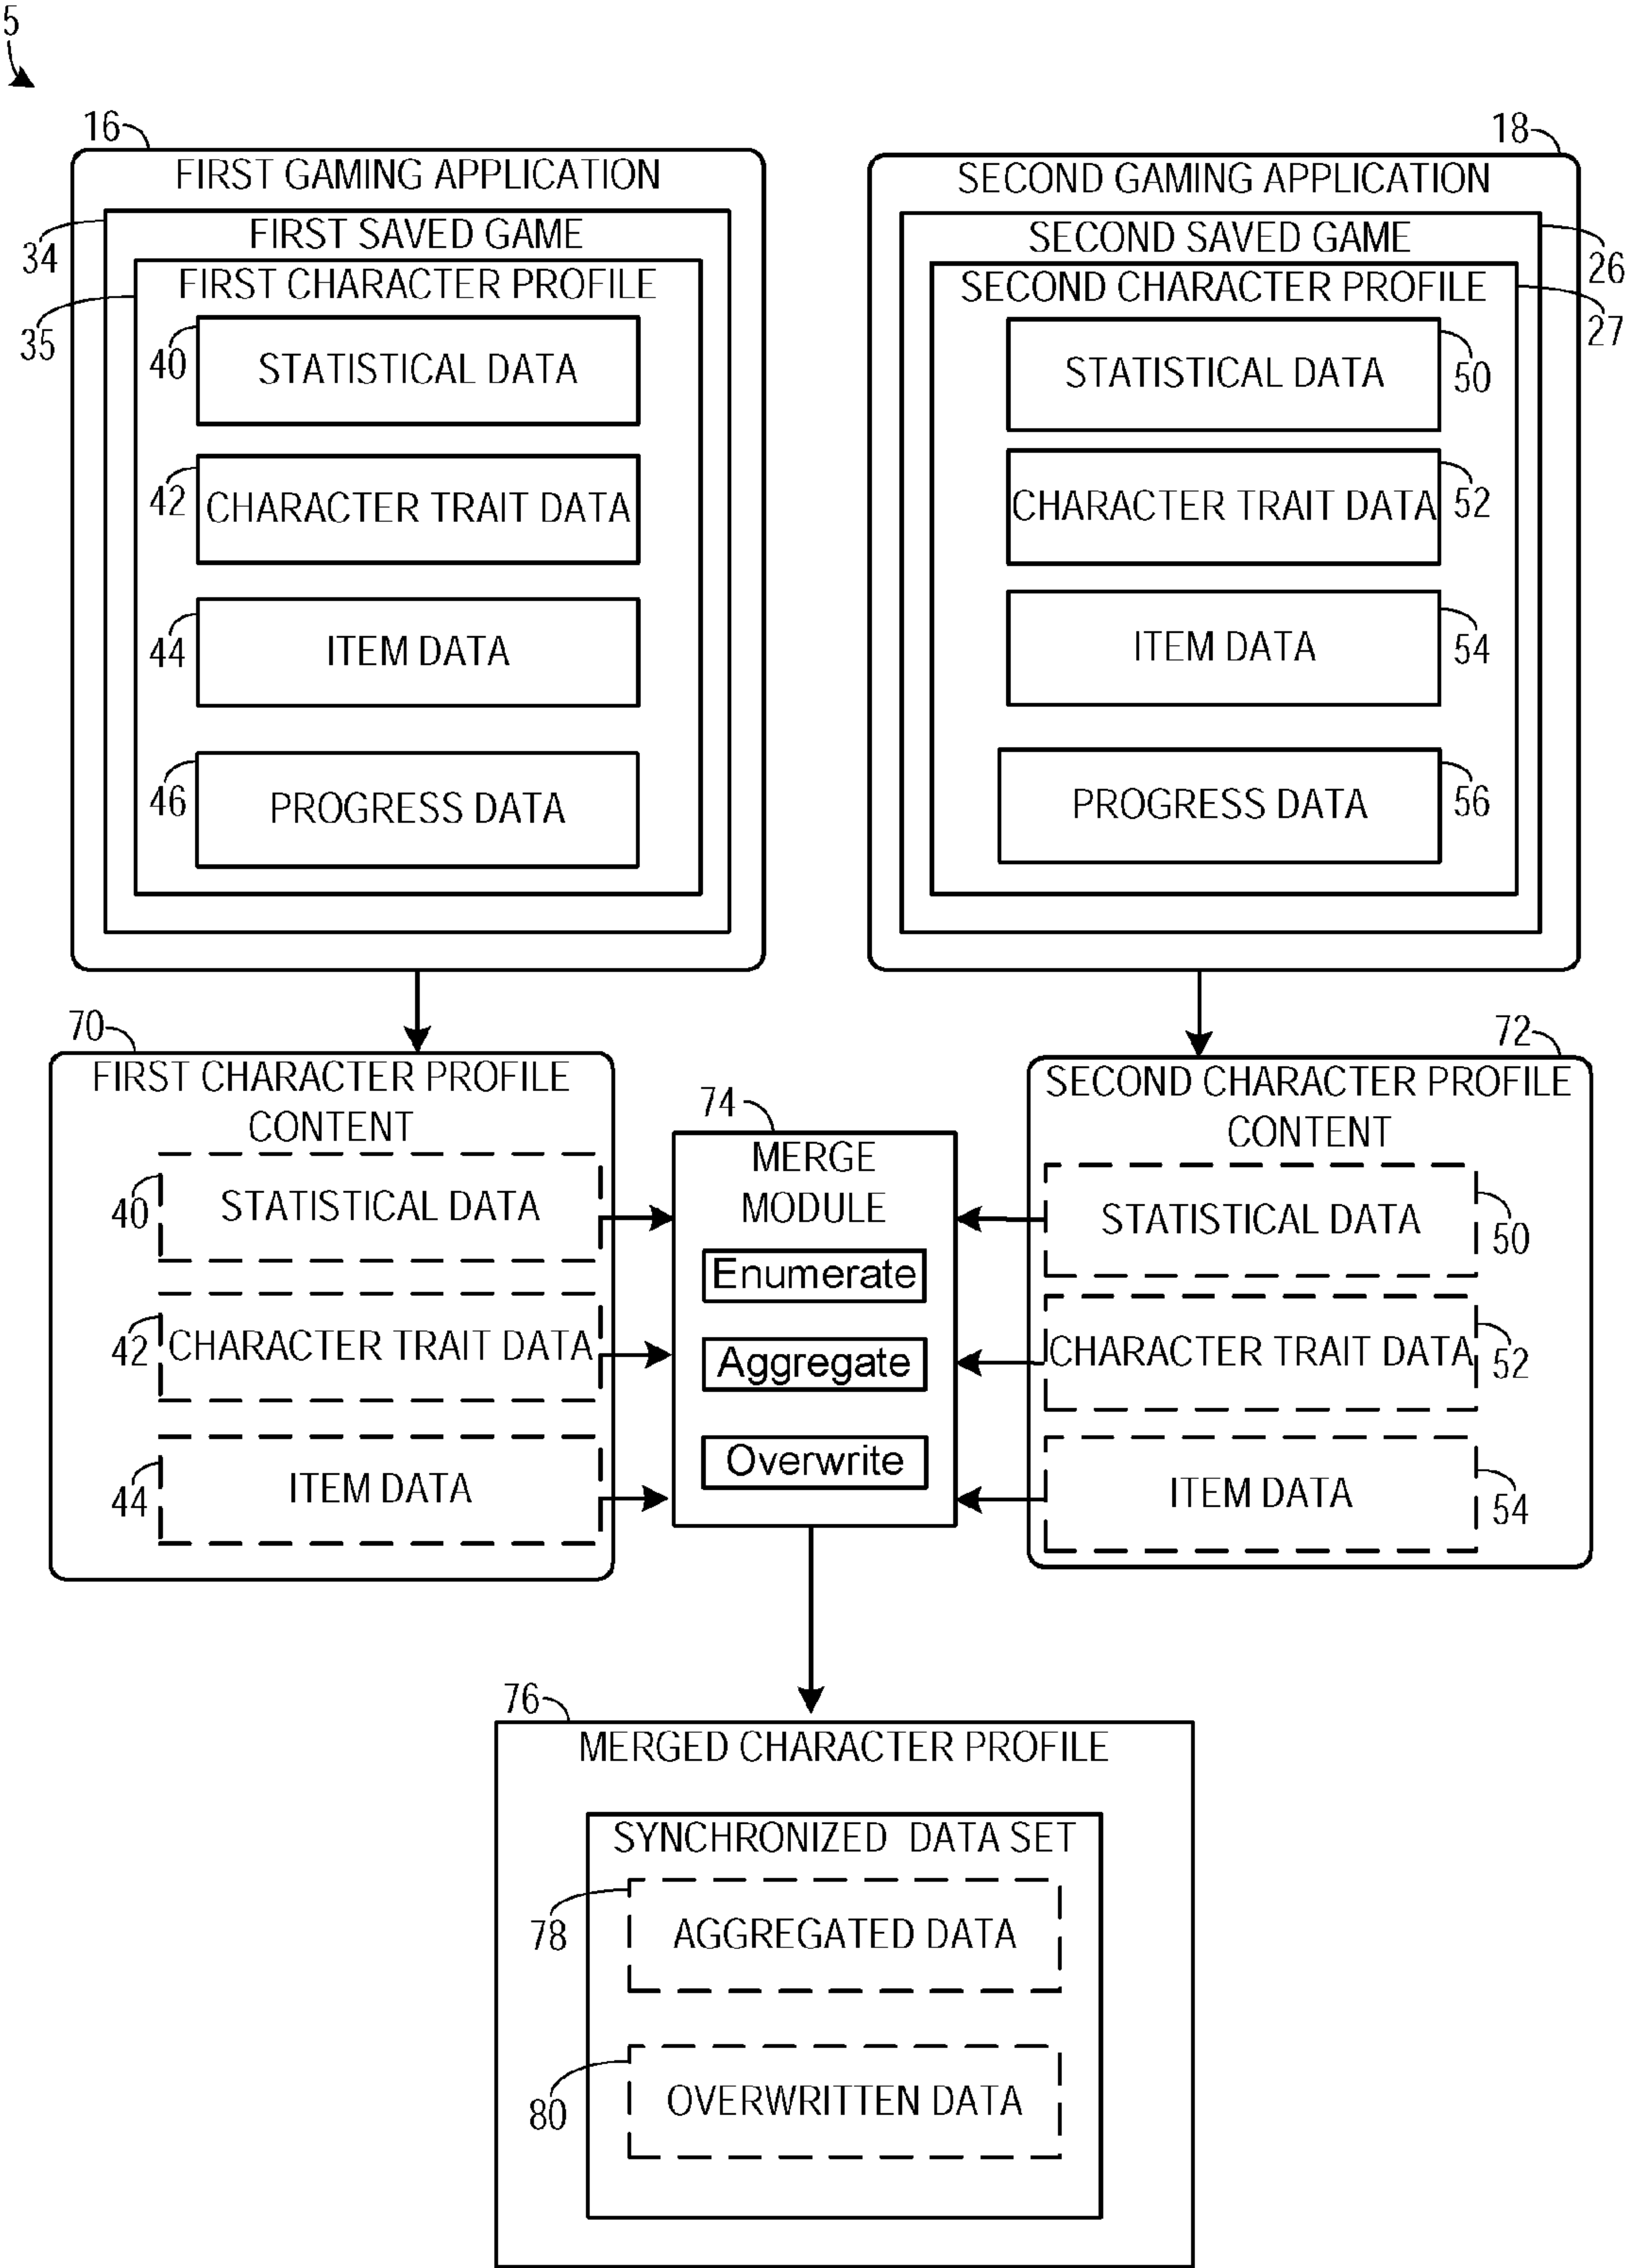 5
16
FIRST GAMING APPLICATION
34
FIRST SAVED GAME
35
FIRST CHARACTER PROFILE
40
STATISTICAL DATA
42
CHARACTER TRAIT DATA
44
ITEM DATA
46
PROGRESS DATA
18
SECOND GAMING APPLICATION
SECOND SAVED GAME
26
SECOND CHARACTER PROFILE
27
STATISTICAL DATA
50
CHARACTER TRAIT DATA
52
ITEM DATA
54
PROGRESS DATA
56
70
FIRST CHARACTER PROFILE
CONTENT
40
STATISTICAL DATA
42
CHARACTER TRAIT DATA
44
ITEM DATA
74
MERGE
MODULE
Enumerate
Aggregate
Overwrite
72
SECOND CHARACTER PROFILE
CONTENT
STATISTICAL DATA
50
CHARACTER TRAIT DATA
52
ITEM DATA
54
76
MERGED CHARACTER PROFILE
SYNCHRONIZED DATA SET
78
AGGREGATED DATA
80
OVERWRITTEN DATA